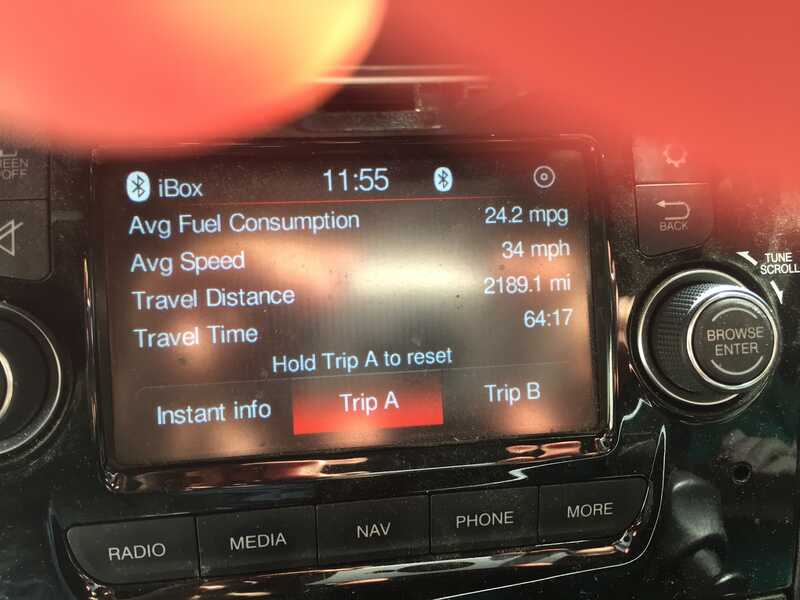 iBox 11:55
Avg Fuel Consumption 24.2 mpg
Avg Speed 34 mph
Travel Distance 2189.1 mi
Travel Time 64:17
Hold Trip A to reset
Instant info Trip A Trip B
BACK
TUNE
SCROLL
BROWSE
ENTER
RADIO MEDIA NAV PHONE MORE